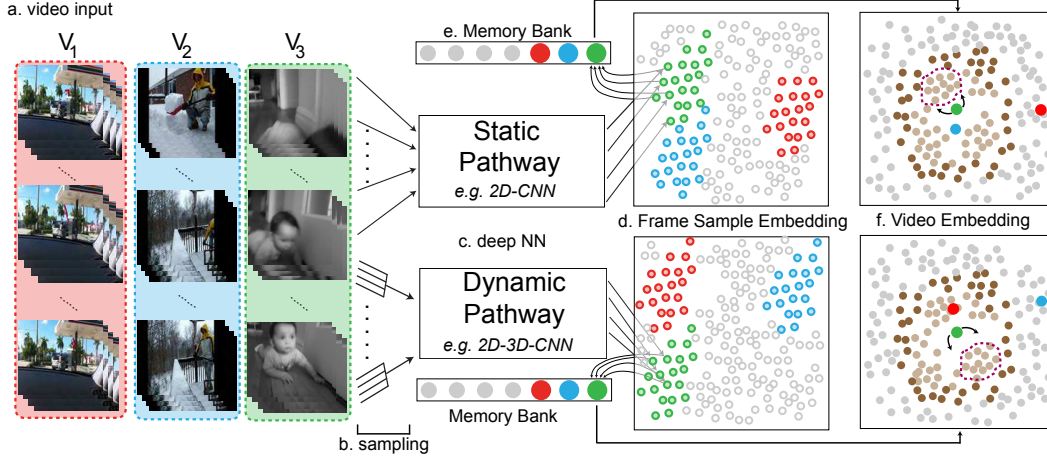 a. video input
V1
V2
V3
e. Memory Bank
Static
Pathway
e.g. 2D-CNN
c. deep NN
Dynamic
Pathway
e.g. 2D-3D-CNN
Memory Bank
b. sampling
d. Frame Sample Embedding
f. Video Embedding